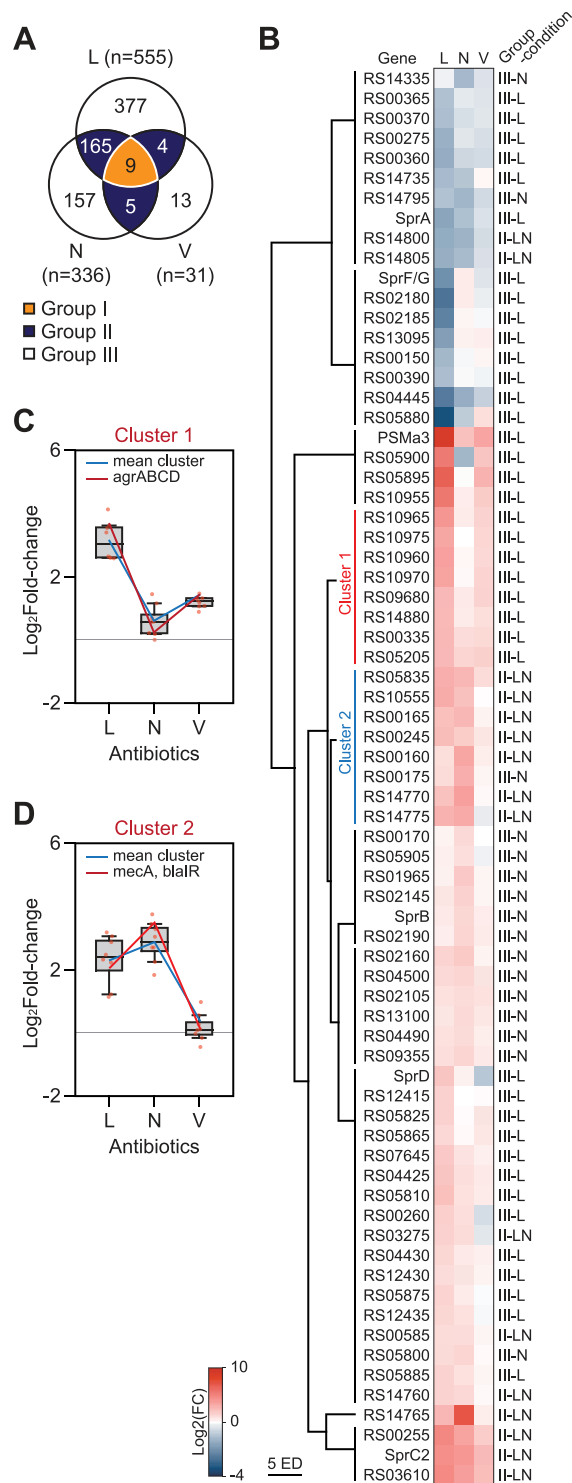 A
L (n=555)
377
165
4
9
157
5
13
N
V
(n=336)
(n=31)
Group I
Group II
Group III
C
Cluster 1
6
mean cluster
agrABCD
2
-2
Log2Fold-change
L N V
Antibiotics
D
Cluster 2
6
mean cluster
mecA, blaIR
2
-2
Log2Fold-change
L N V
Antibiotics
B
Gene L N V Group-condition
RS14335 III-N
RS00365 III-L
RS00370 III-L
RS00275 III-L
RS00360 III-L
RS14735 III-L
RS14795 III-N
SprA III-L
RS14800 II-LN
RS14805 II-LN
SprF/G III-L
RS02180 III-L
RS02185 III-L
RS13095 III-L
RS00150 III-L
RS00390 III-L
RS04445 III-L
RS05880 III-L
PSMa3 III-L
RS05900 III-L
RS05895 III-L
RS10955 III-L
Cluster 1
RS10965 III-L
RS10975 III-L
RS10960 III-L
RS10970 III-L
RS09680 III-L
RS14880 III-L
RS00335 III-L
RS05205 III-L
Cluster 2
RS05835 II-LN
RS10555 II-LN
RS00165 II-LN
RS00245 II-LN
RS00160 II-LN
RS00175 III-N
RS14770 II-LN
RS14775 II-LN
RS00170 III-N
RS05905 III-N
RS01965 III-N
RS02145 III-N
SprB III-N
RS02190 III-N
RS02160 III-N
RS04500 III-N
RS02105 III-N
RS13100 III-N
RS04490 III-N
RS09355 III-N
SprD III-L
RS12415 III-L
RS05825 III-L
RS05865 III-L
RS07645 III-L
RS04425 III-L
RS05810 III-L
RS00260 III-L
RS03275 II-LN
RS04430 III-L
RS12430 III-L
RS05875 III-L
RS12435 III-L
RS00585 II-LN
RS05800 III-N
RS05885 III-L
RS14760 II-LN
RS14765 II-LN
RS00255 II-LN
SprC2 II-LN
RS03610 II-LN
Log2(FC)
10
0
-4
5 ED